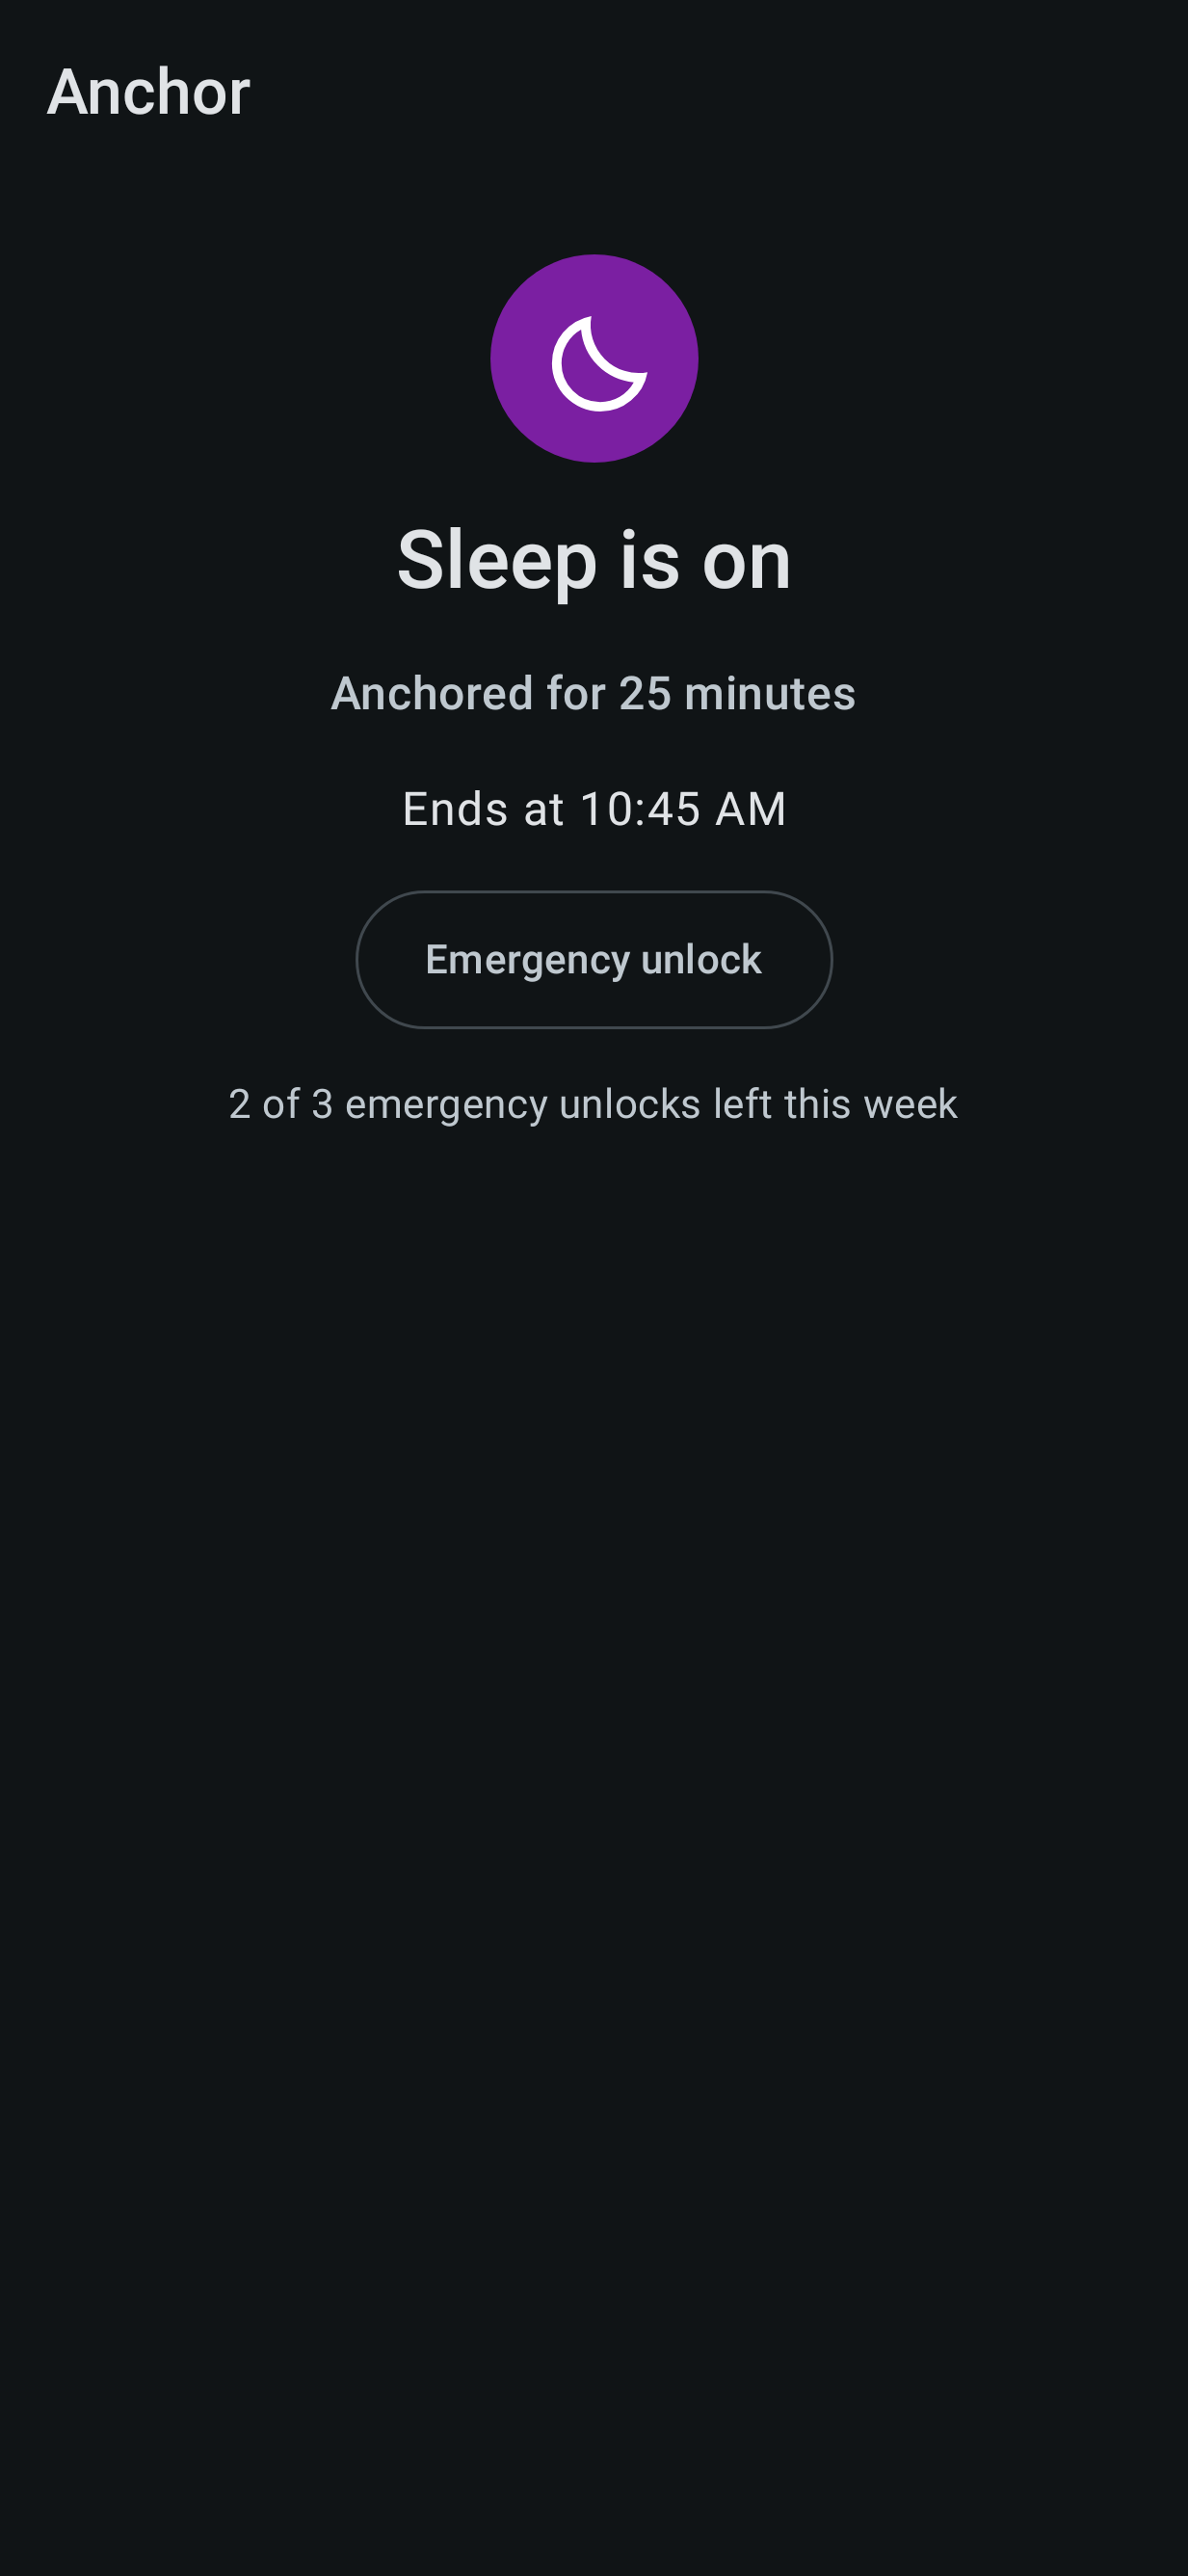 Anchor
Sleep is on
Anchored for 25 minutes
Ends at 10:45 AM
Emergency unlock
2 of 3 emergency unlocks left this week